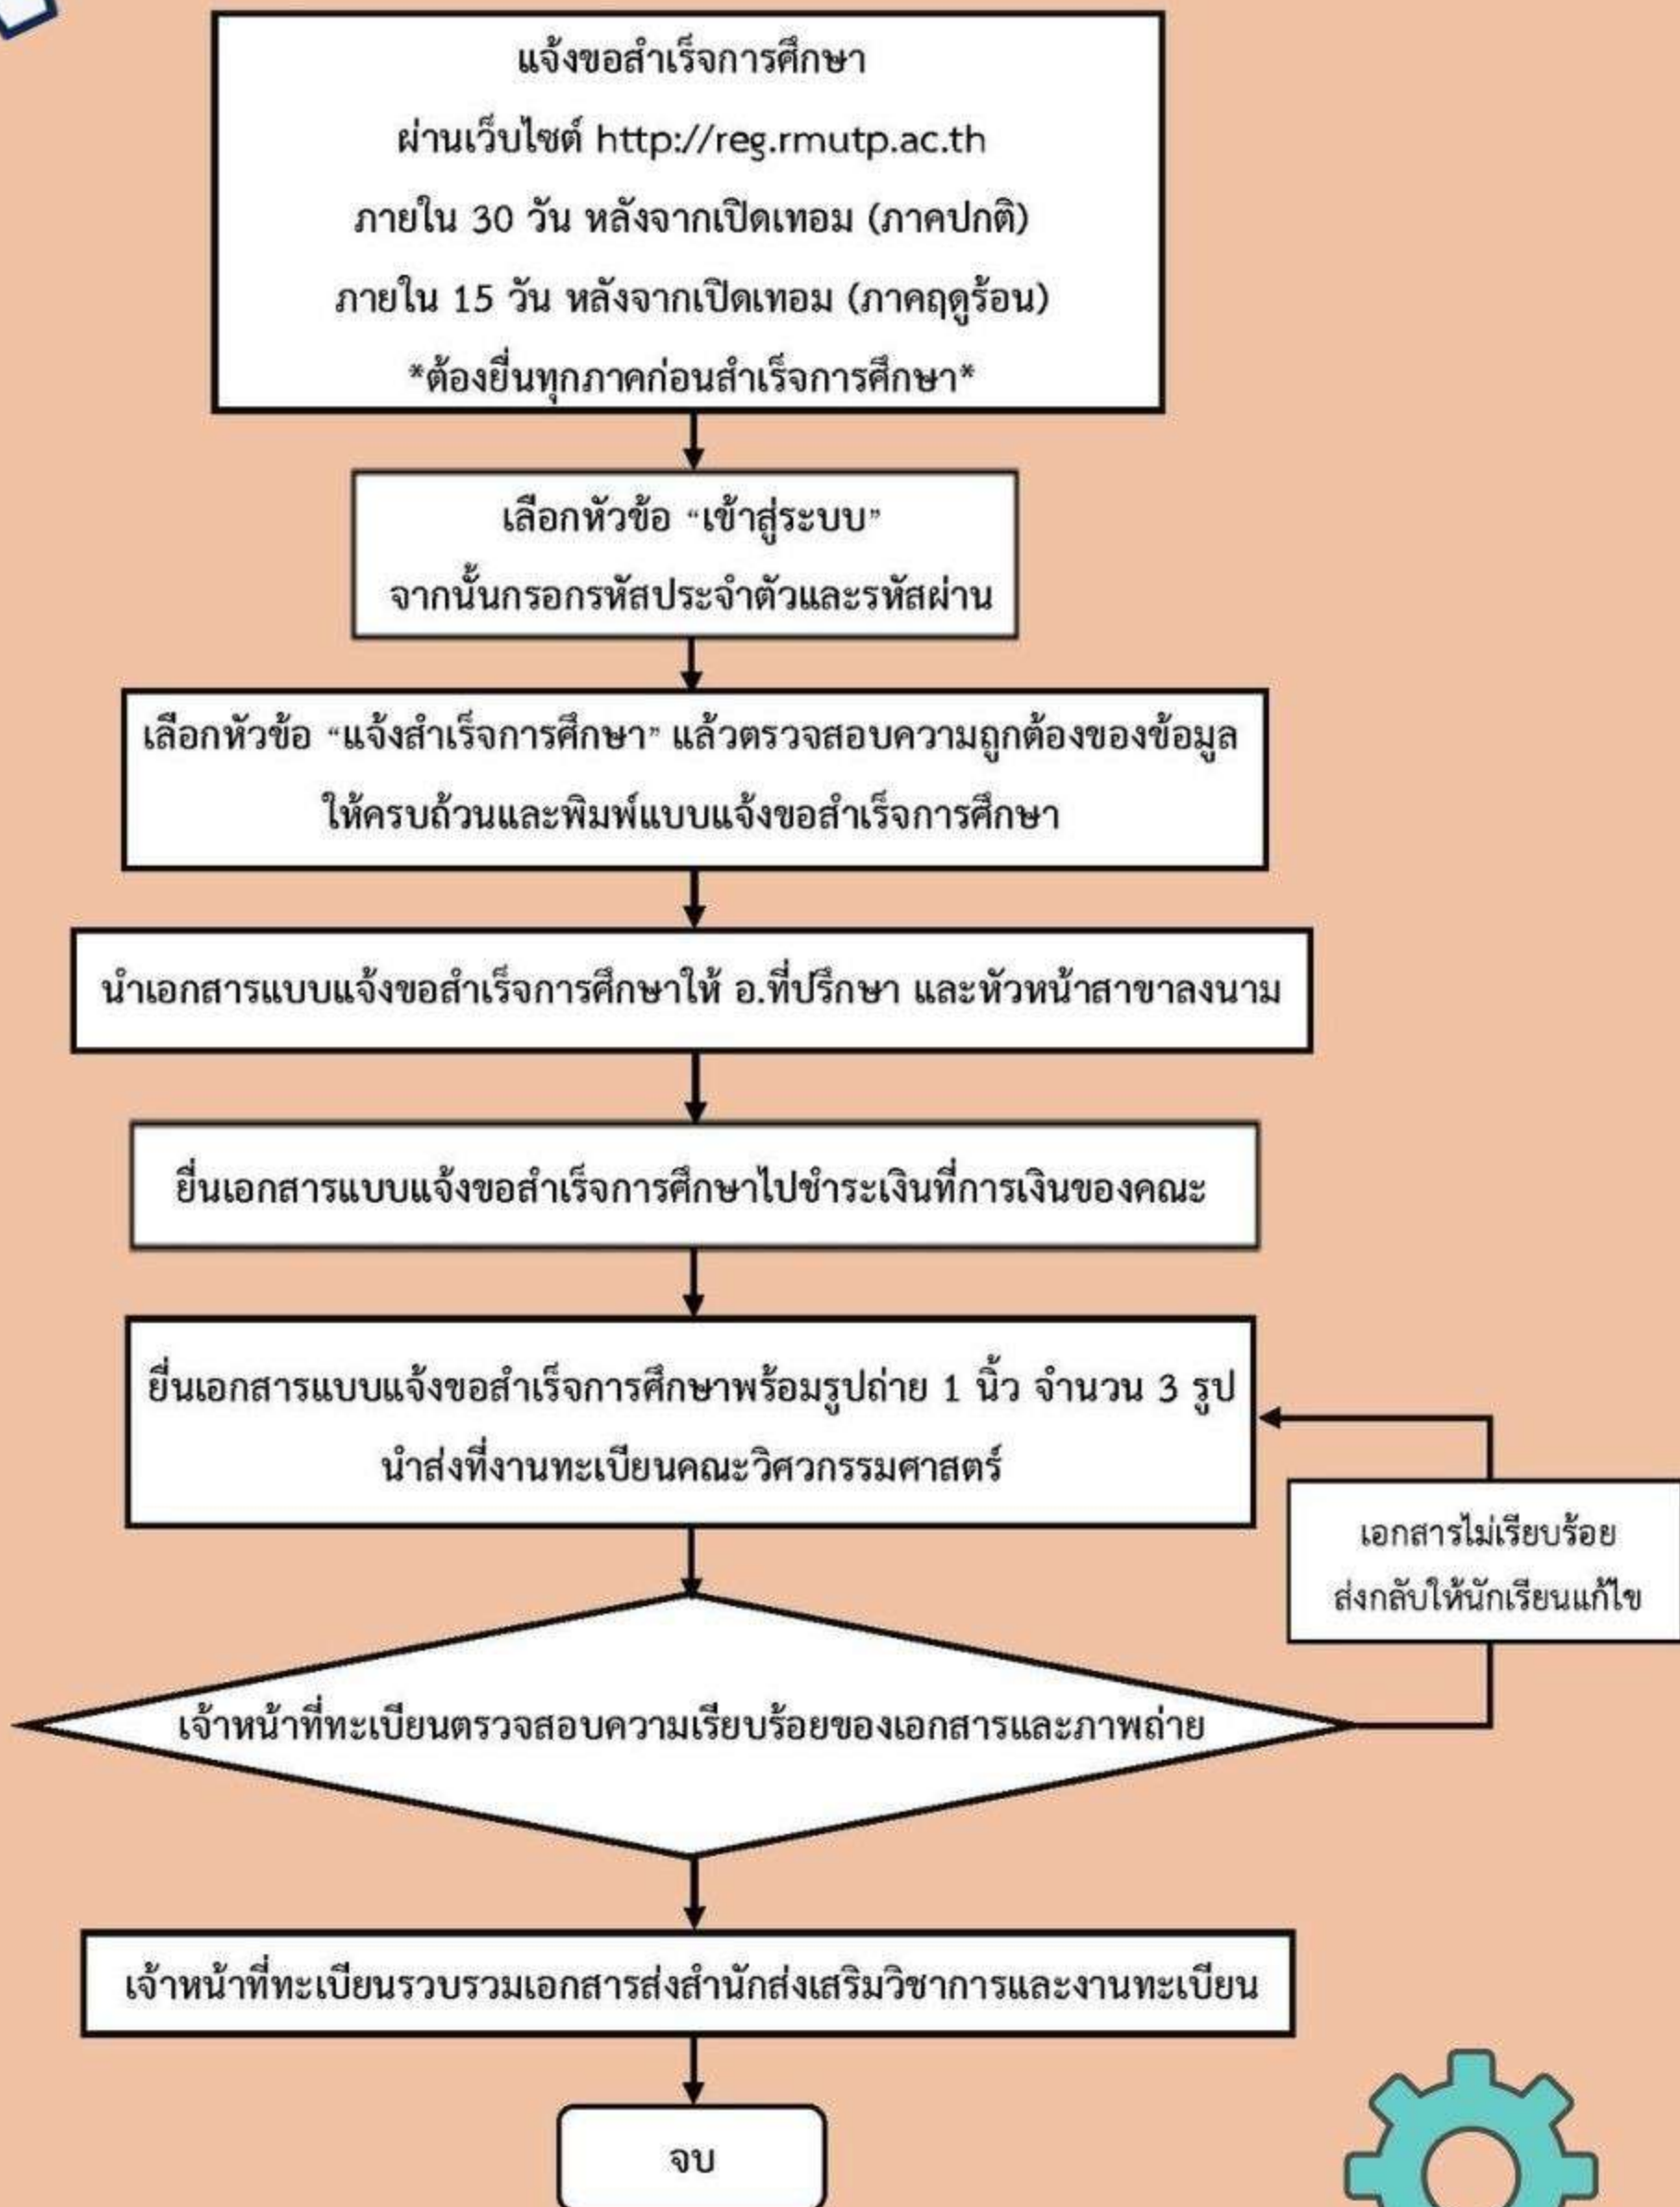 แจ้งขอสำเร็จการศึกษา
ผ่านเว็บไซต์ http://reg.rmutp.ac.th
ภายใน 30 วัน หลังจากเปิดเทอม (ภาคปกติ)
ภายใน 15 วัน หลังจากเปิดเทอม (ภาคฤดูร้อน)
*ต้องยื่นทุกภาคก่อนสำเร็จการศึกษา*
เลือกหัวข้อ “เข้าสู่ระบบ”
จากนั้นกรอกรหัสประจำตัวและรหัสผ่าน
เลือกหัวข้อ “แจ้งสำเร็จการศึกษา” แล้วตรวจสอบความถูกต้องของข้อมูล
ให้ครบถ้วนและพิมพ์แบบแจ้งขอสำเร็จการศึกษา
นำเอกสารแบบแจ้งขอสำเร็จการศึกษาให้ อ.ที่ปรึกษา และหัวหน้าสาขาลงนาม
ยื่นเอกสารแบบแจ้งขอสำเร็จการศึกษาไปชำระเงินที่การเงินของคณะ
ยื่นเอกสารแบบแจ้งขอสำเร็จการศึกษาพร้อมรูปถ่าย 1 นิ้ว จำนวน 3 รูป
นำส่งที่งานทะเบียนคณะวิศวกรรมศาสตร์
เอกสารไม่เรียบร้อย
ส่งกลับให้นักเรียนแก้ไข
เจ้าหน้าที่ทะเบียนตรวจสอบความเรียบร้อยของเอกสารและภาพถ่าย
เจ้าหน้าที่ทะเบียนรวบรวมเอกสารส่งสำนักส่งเสริมวิชาการและงานทะเบียน
จบ